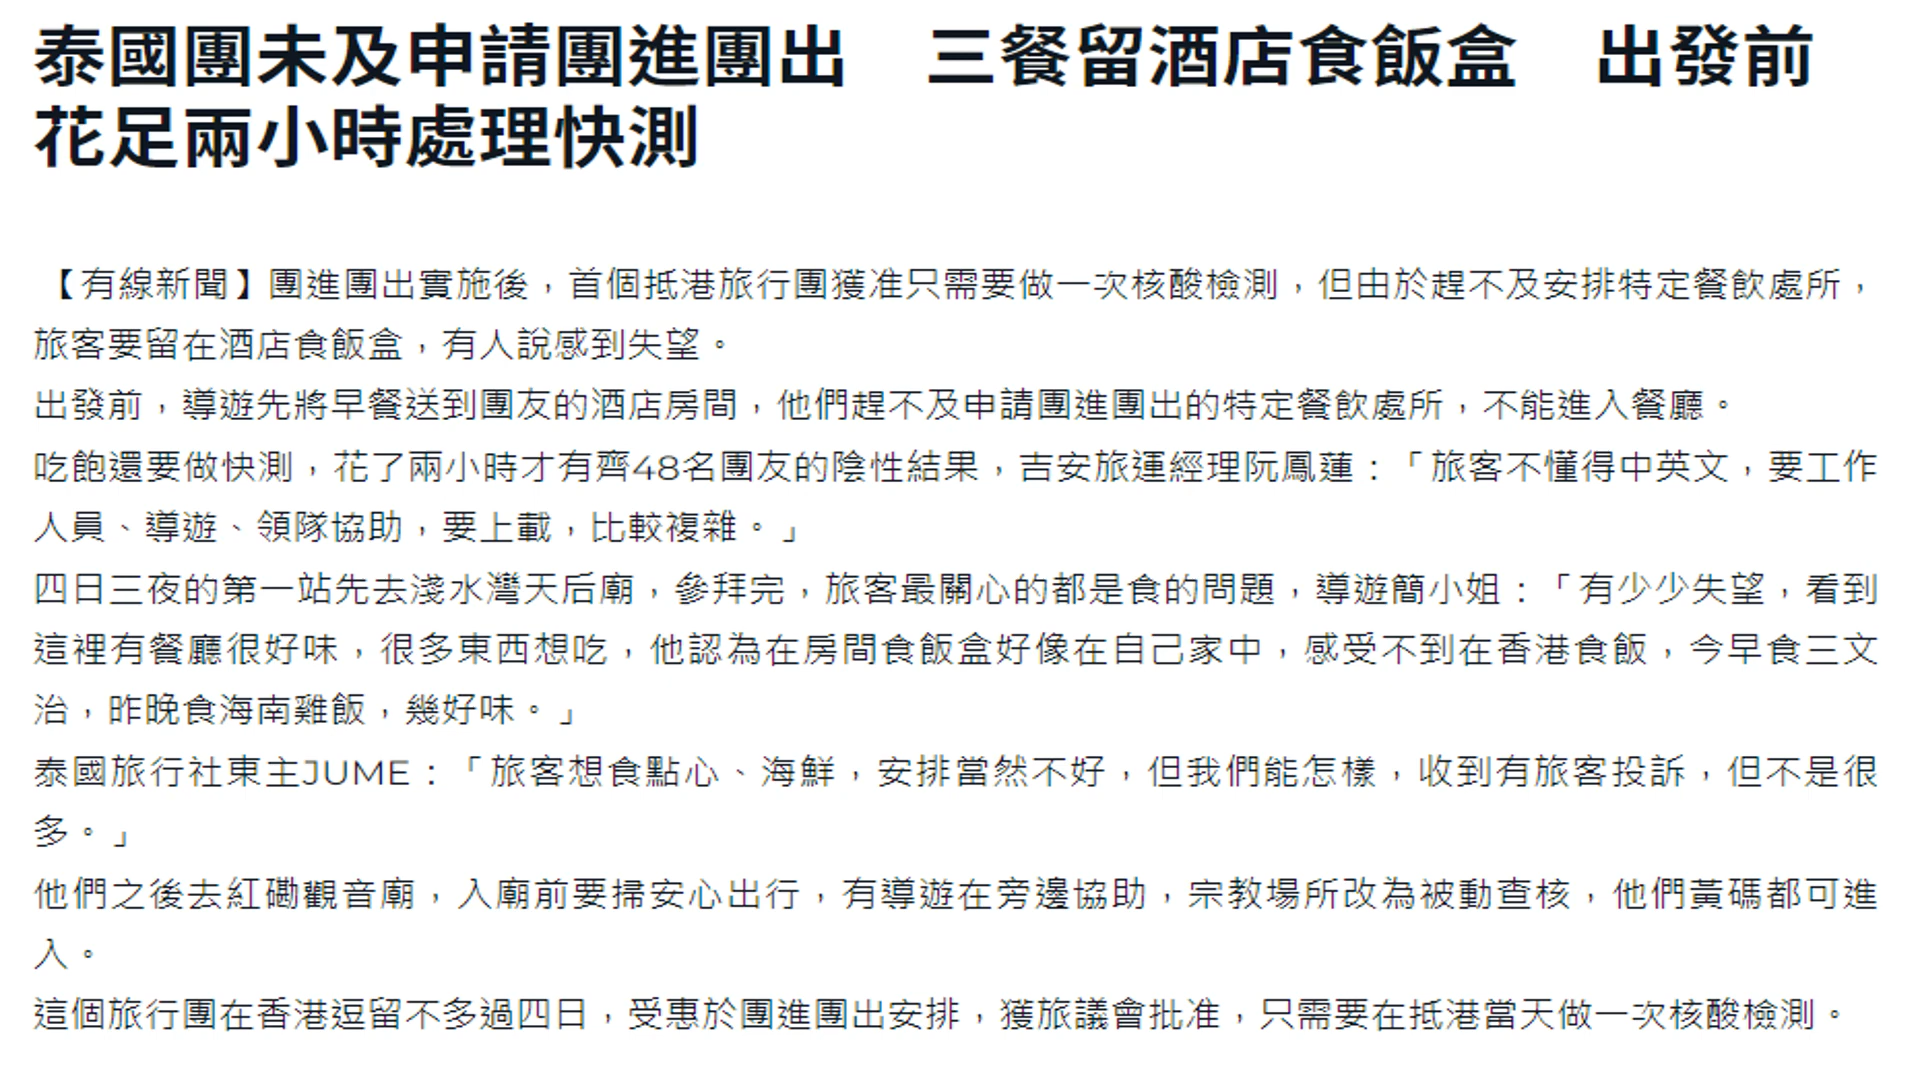 泰國團未及申請團進團出　三餐留酒店食飯盒　出發前
花足兩小時處理快測
【有線新聞】團進團出實施後，首個抵港旅行團獲准只需要做一次核酸檢測，但由於趕不及安排特定餐飲處所，
旅客要留在酒店食飯盒，有人說感到失望。
出發前，導遊先將早餐送到團友的酒店房間，他們趕不及申請團進團出的特定餐飲處所，不能進入餐廳。
吃飽還要做快測，花了兩小時才有齊48名團友的陰性結果，吉安旅運經理阮鳳蓮：「旅客不懂得中英文，要工作
人員、導遊、領隊協助，要上載，比較複雜。」
四日三夜的第一站先去淺水灣天后廟，參拜完，旅客最關心的都是食的問題，導遊簡小姐：「有少少失望，看到
這裡有餐廳很好味，很多東西想吃，他認為在房間食飯盒好像在自己家中，感受不到在香港食飯，今早食三文
治，昨晚食海南雞飯，幾好味。」
泰國旅行社東主JUME：「旅客想食點心、海鮮，安排當然不好，但我們能怎樣，收到有旅客投訴，但不是很
多。」
他們之後去紅磡觀音廟，入廟前要掃安心出行，有導遊在旁邊協助，宗教場所改為被動查核，他們黃碼都可進
入。
這個旅行團在香港逗留不多過四日，受惠於團進團出安排，獲旅議會批准，只需要在抵港當天做一次核酸檢測。